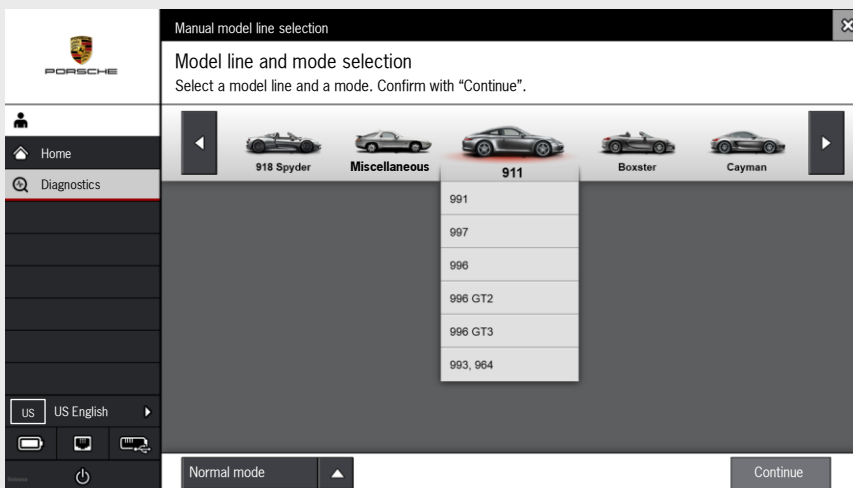 PORSCHE
Home
Diagnostics
US US English
Manual model line selection
Model line and mode selection
Select a model line and a mode. Confirm with “Continue”.
918 Spyder Miscellaneous 911 Boxster Cayman
991
997
996
996 GT2
996 GT3
993, 964
Normal mode Continue